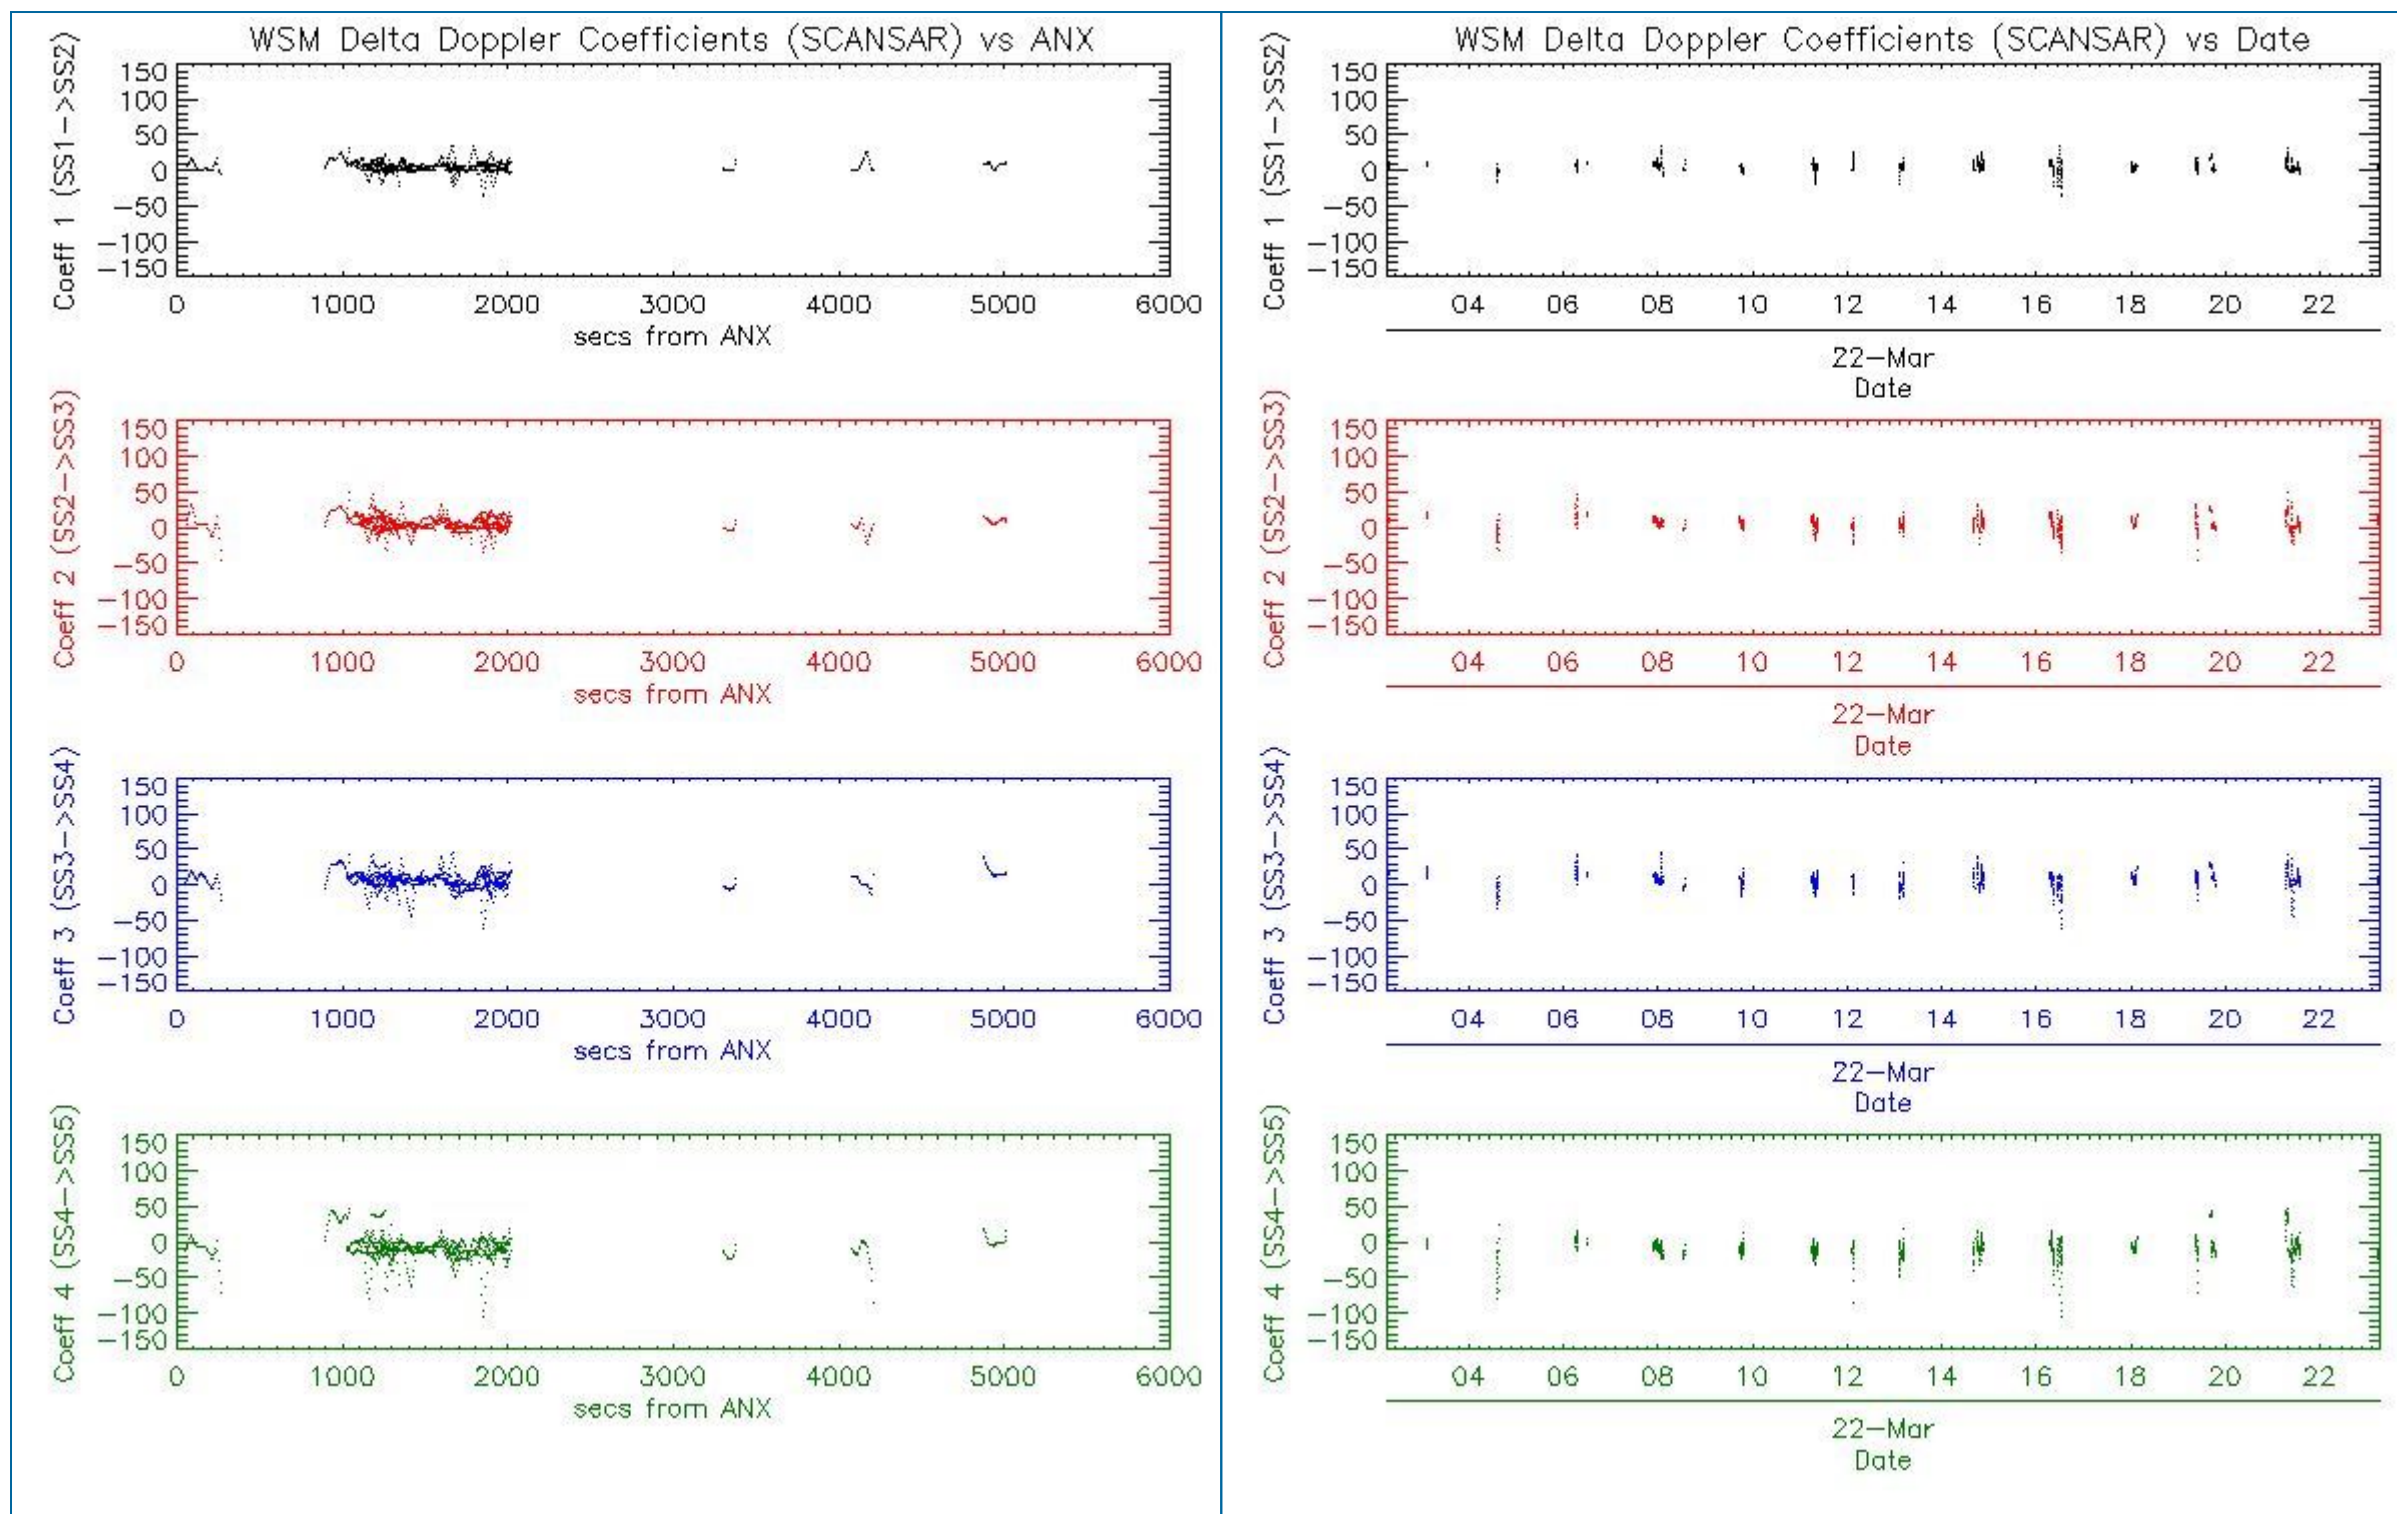 WSM Delta Doppler Coefficients (SCANSAR) vs ANX
Coeff 1 (SS1->SS2)
150
100
50
0
-50
-100
-150
0 1000 2000 3000 4000 5000 6000
secs from ANX
Coeff 2 (SS2->SS3)
150
100
50
0
-50
-100
-150
0 1000 2000 3000 4000 5000 6000
secs from ANX
Coeff 3 (SS3->SS4)
150
100
50
0
-50
-100
-150
0 1000 2000 3000 4000 5000 6000
secs from ANX
Coeff 4 (SS4->SS5)
150
100
50
0
-50
-100
-150
0 1000 2000 3000 4000 5000 6000
secs from ANX
WSM Delta Doppler Coefficients (SCANSAR) vs Date
Coeff 1 (SS1->SS2)
150
100
50
0
-50
-100
-150
04 06 08 10 12 14 16 18 20 22
22-Mar
Date
Coeff 2 (SS2->SS3)
150
100
50
0
-50
-100
-150
04 06 08 10 12 14 16 18 20 22
22-Mar
Date
Coeff 3 (SS3->SS4)
150
100
50
0
-50
-100
-150
04 06 08 10 12 14 16 18 20 22
22-Mar
Date
Coeff 4 (SS4->SS5)
150
100
50
0
-50
-100
-150
04 06 08 10 12 14 16 18 20 22
22-Mar
Date